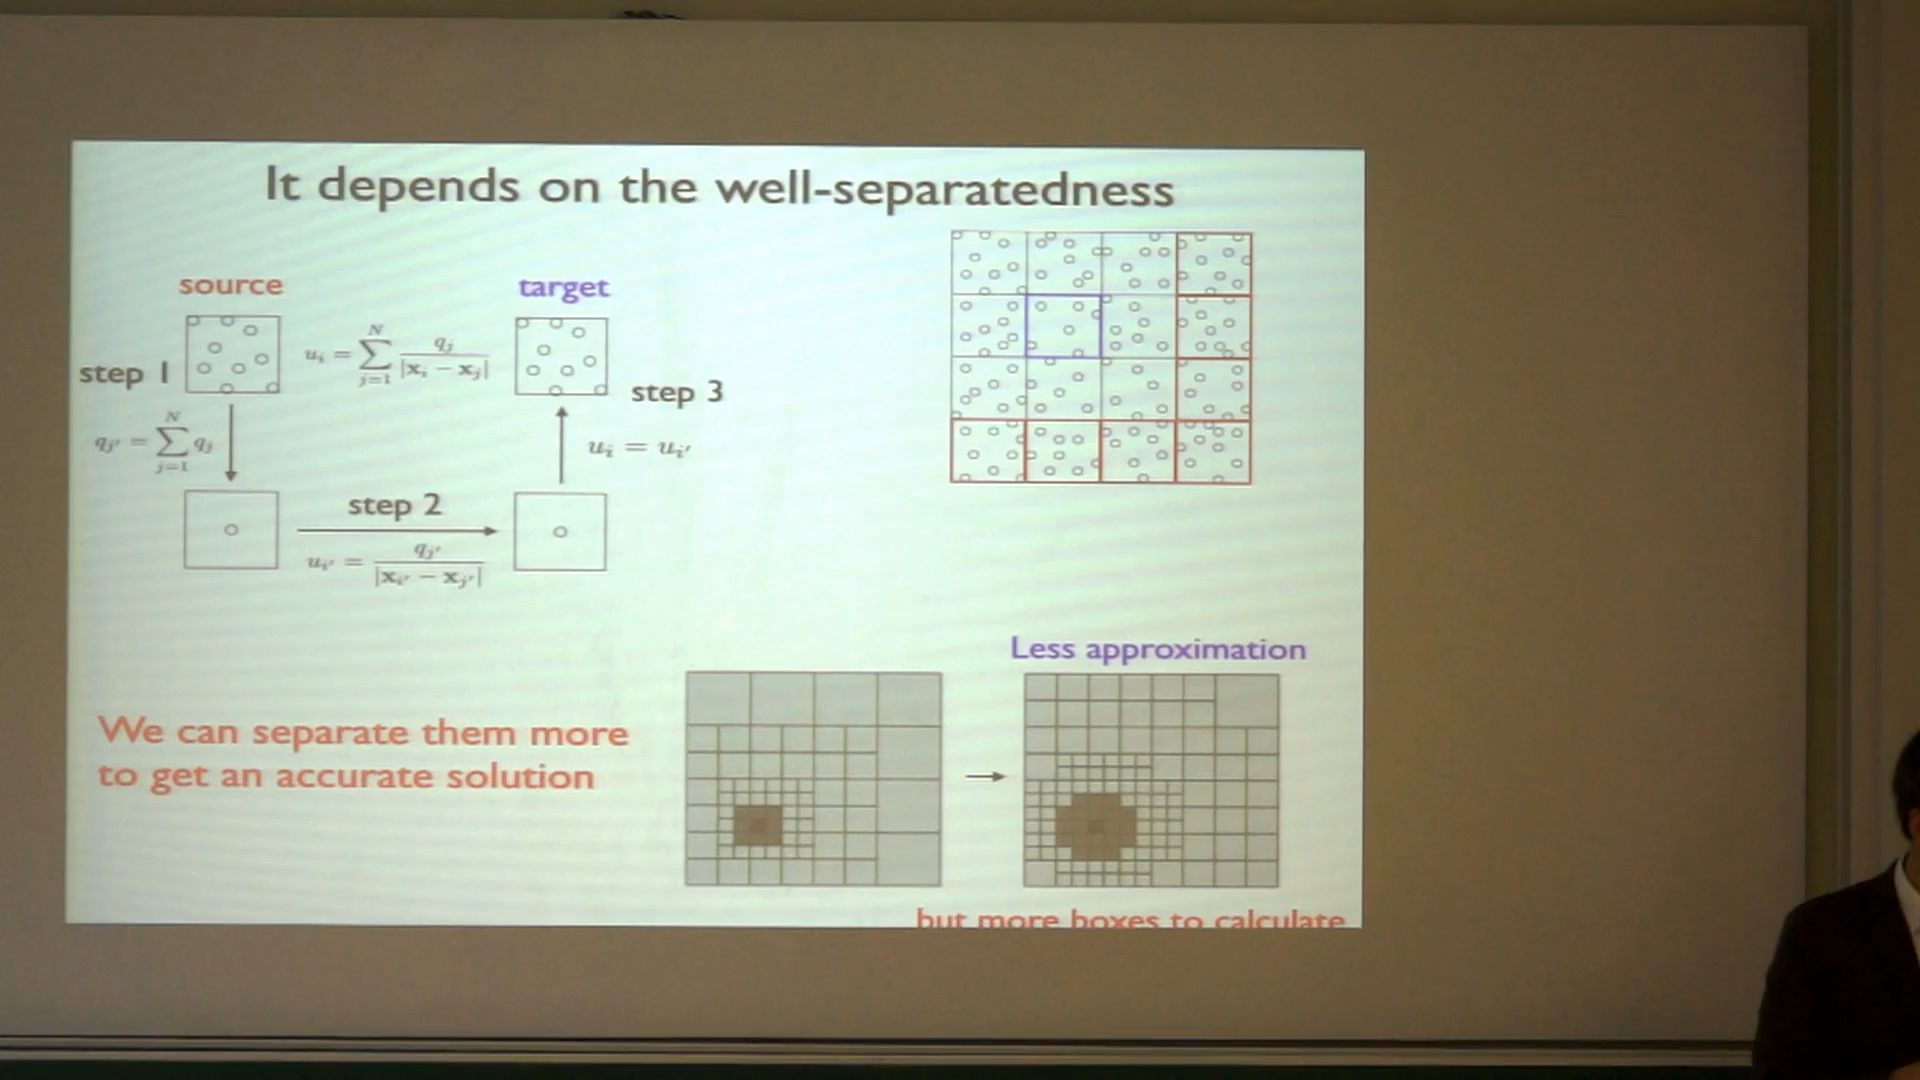 It depends on the well-separatedness
source
target
u_i = \sum_{j=1}^{N} \frac{q_j}{|\mathbf{x}_i - \mathbf{x}_j|}
step 1
step 3
q_{j'} = \sum_{j=1}^{N} q_j
u_i = u_{i'}
step 2
u_{i'} = \frac{q_{j'}}{|\mathbf{x}_{i'} - \mathbf{x}_{j'}|}
Less approximation
We can separate them more
to get an accurate solution
but more boxes to calculate